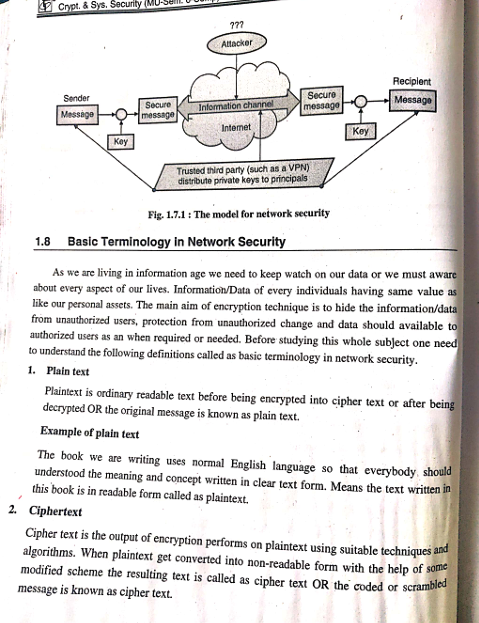 Crypt. & Sys. Security (MU-Sem.
???
Attacker
Sender
Recipient
Message
Secure message
Information channel
Secure message
Message
Internet
Key
Key
Trusted third party (such as a VPN)
distribute private keys to principals
Fig. 1.7.1 : The model for network security
1.8 Basic Terminology in Network Security
As we are living in information age we need to keep watch on our data or we must aware
about every aspect of our lives. Information/Data of every individuals having same value as
like our personal assets. The main aim of encryption technique is to hide the information/data
from unauthorized users, protection from unauthorized change and data should available to
authorized users as an when required or needed. Before studying this whole subject one need
to understand the following definitions called as basic terminology in network security.
1. Plain text
Plaintext is ordinary readable text before being encrypted into cipher text or after being
decrypted OR the original message is known as plain text.
Example of plain text
The book we are writing uses normal English language so that everybody should
understood the meaning and concept written in clear text form. Means the text written in
this book is in readable form called as plaintext.
2. Ciphertext
Cipher text is the output of encryption performs on plaintext using suitable techniques and
algorithms. When plaintext get converted into non-readable form with the help of some
modified scheme the resulting text is called as cipher text OR the coded or scrambled
message is known as cipher text.